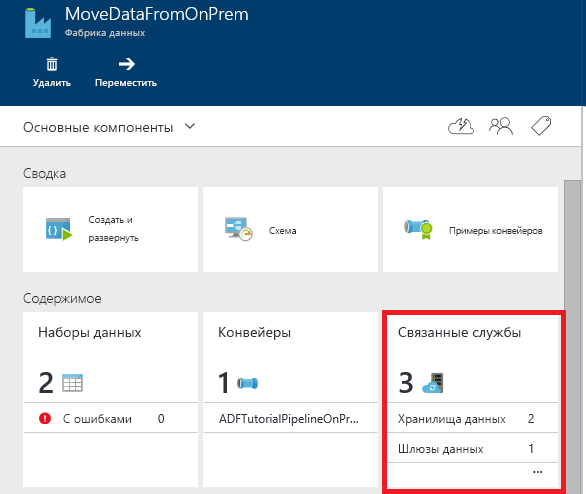 MoveDataFromOnPrem
Фабрика данных
Удалить
Переместить
Основные компоненты
Сводка
Создать и
развернуть
Схема
Примеры конвейеров
Содержимое
Наборы данных
2
С ошибками 0
Конвейеры
1
ADFTutorialPipelineOnPr...
Связанные службы
3
Хранилища данных 2
Шлюзы данных 1
...